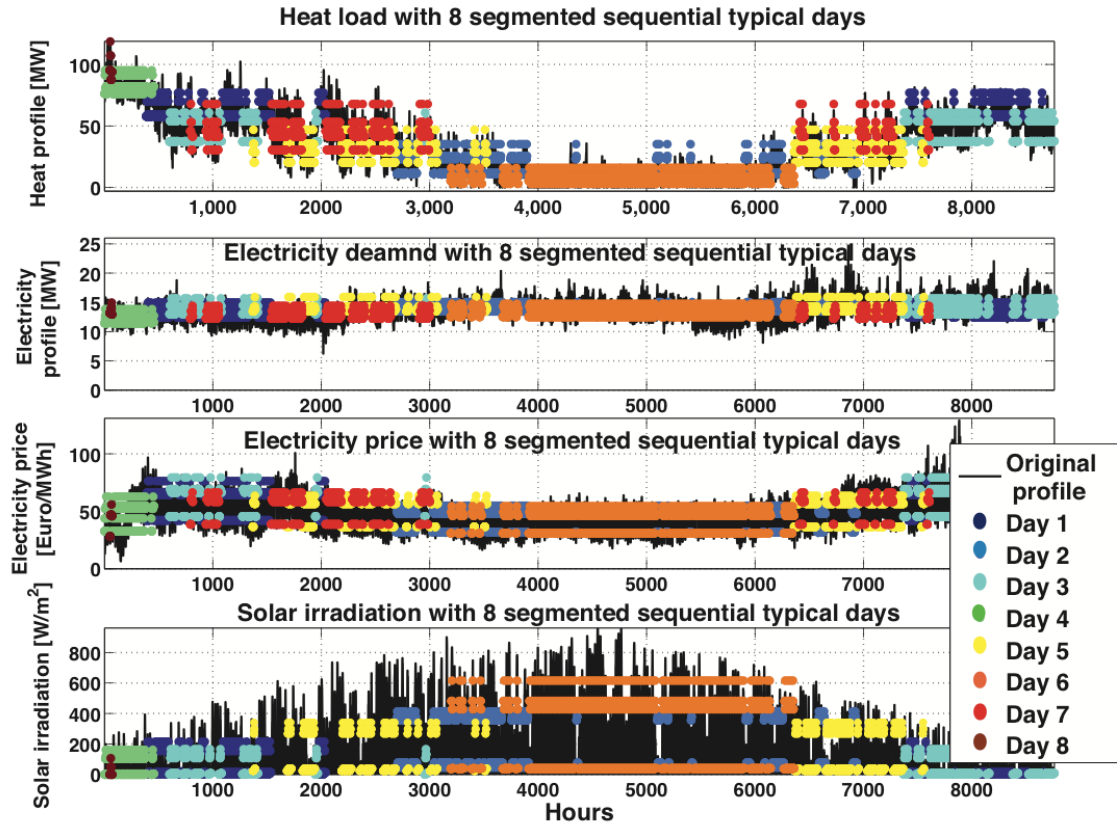 Heat load with 8 segmented sequential typical days
Heat profile [MW]
100
50
0
1,000 2000 1,000 4,000 5,000 6,000 7,000 8,000
Electricity deamnd with 8 segmented sequential typical days
Electricity
profile [MW]
25
20
15
10
5
0
1000 2000 3000 4000 5000 6000 7000 8000
Electricity price with 8 segmented sequential typical days
Electricity price
[Euro/MWh]
100
50
0
1000 2000 3000 4000 5000 6000 7000
Original
profile
Day 1
Day 2
Day 3
Day 4
Day 5
Day 6
Day 7
Day 8
Solar irradiation with 8 segmented sequential typical days
Solar irradiation [W/m²]
800
600
400
200
0
1000 2000 3000 4000 5000 6000 7000 8000
Hours